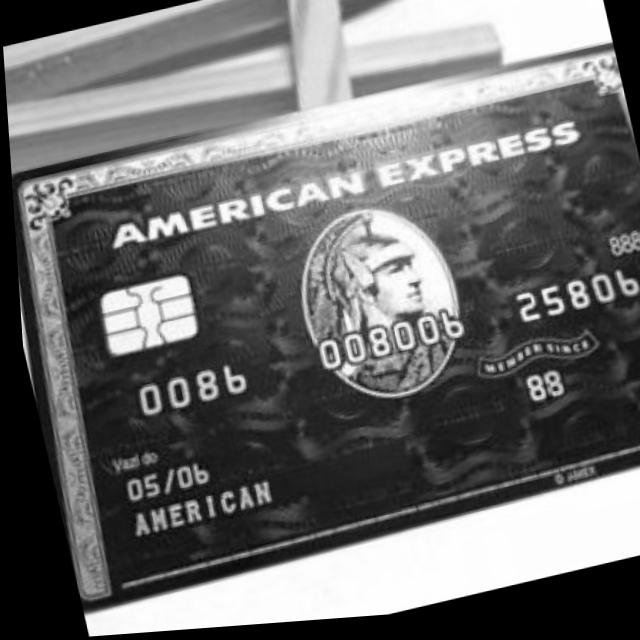 AMERICAN EXPRESS
888
0086 008006 25806
MEMBER SINCE
88
Vazi do
05/06
AMERICAN
© AMEX